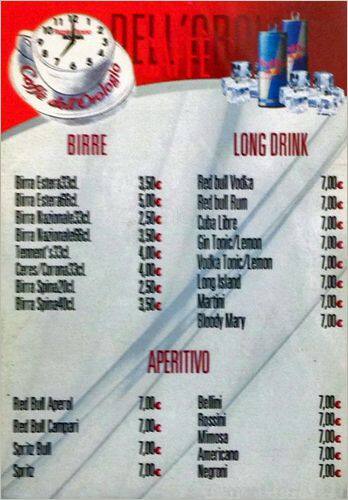 DELL'OROLOGIO
Caffè dell'Orologio
BIRRE
Birra Estera33cl. 3,50€
Birra Estera66cl. 5,00€
Birra Nazionale33cl. 2,50€
Birra Nazionale66cl. 3,50€
Tennent's33cl. 4,00€
Ceres/Corona33cl. 4,00€
Birra Spina20cl. 2,50€
Birra Spina40cl. 3,50€
LONG DRINK
Red bull Vodka 7,00€
Red bull Rum 7,00€
Cuba Libre 7,00€
Gin Tonic/Lemon 7,00€
Vodka Tonic/Lemon 7,00€
Long Island 7,00€
Martini 7,00€
Bloody Mary 7,00€
APERITIVO
Red Bull Aperol 7,00€
Red Bull Campari 7,00€
Spritz Bull 7,00€
Spritz 7,00€
Bellini 7,00€
Rossini 7,00€
Mimosa 7,00€
Americano 7,00€
Negroni 7,00€